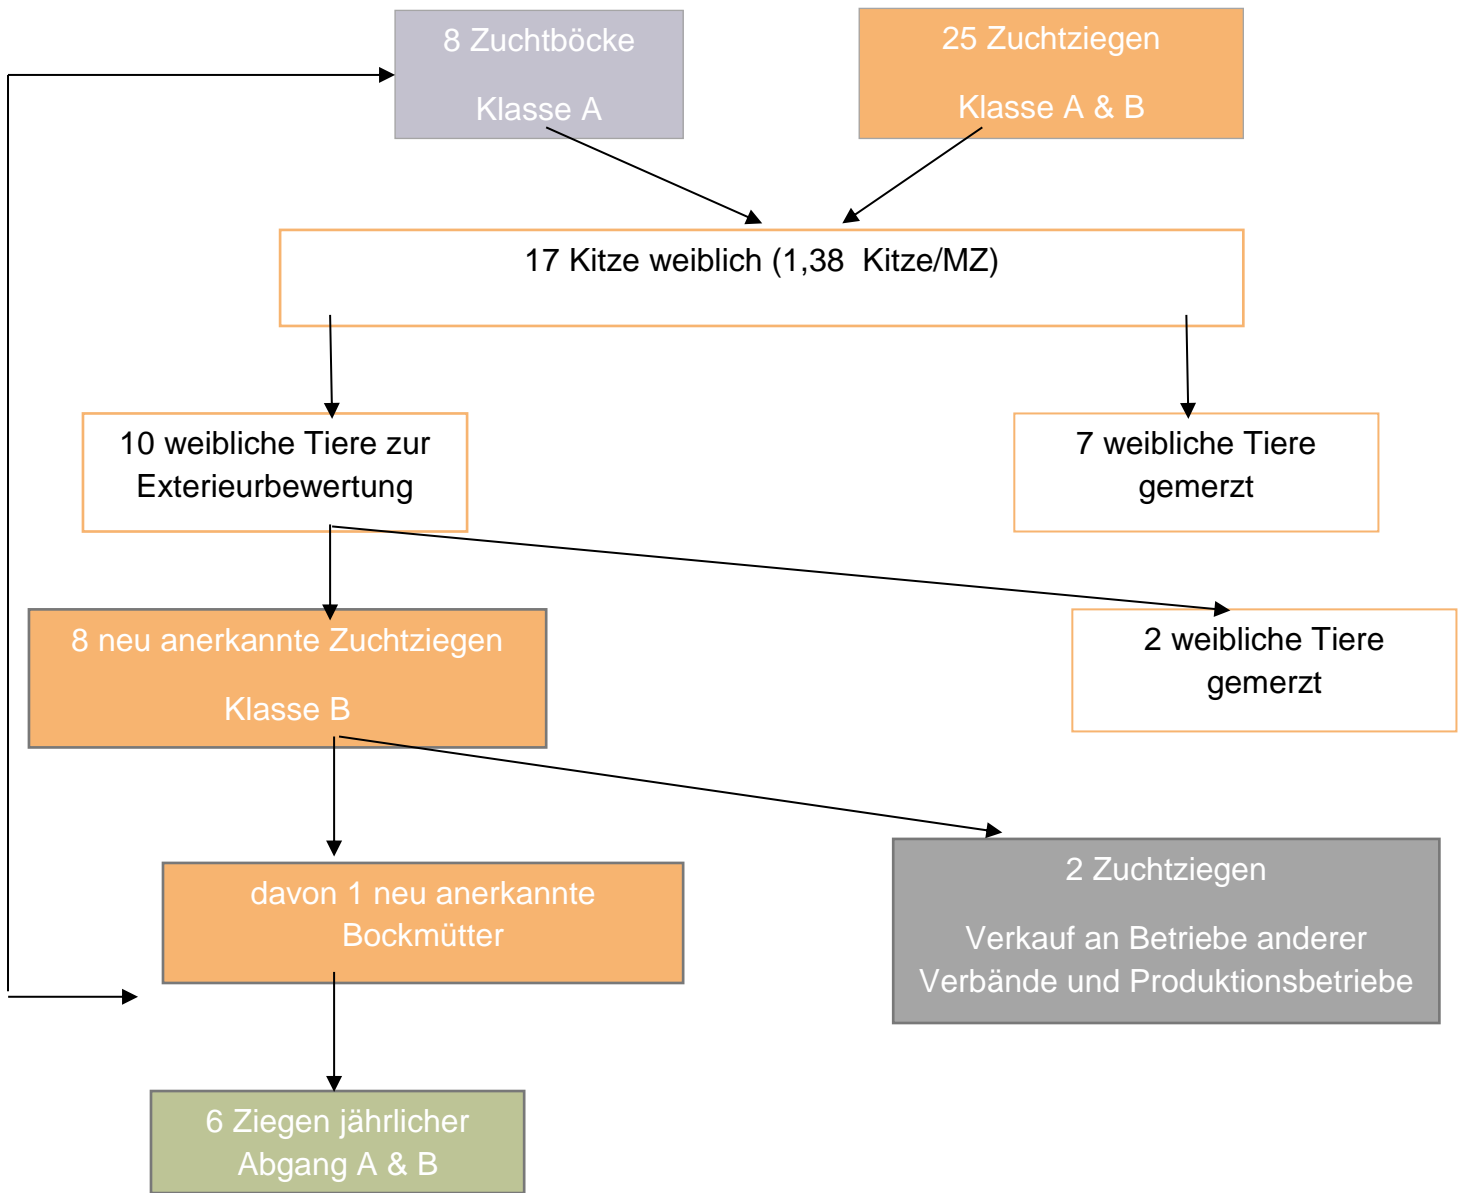 8 Zuchtböcke
Klasse A
25 Zuchtziegen
Klasse A & B
17 Kitze weiblich (1,38 Kitze/MZ)
10 weibliche Tiere zur
Exterieurbewertung
7 weibliche Tiere
gemerzt
8 neu anerkannte Zuchtziegen
Klasse B
2 weibliche Tiere
gemerzt
davon 1 neu anerkannte
Bockmütter
2 Zuchtziegen
Verkauf an Betriebe anderer
Verbände und Produktionsbetriebe
6 Ziegen jährlicher
Abgang A & B